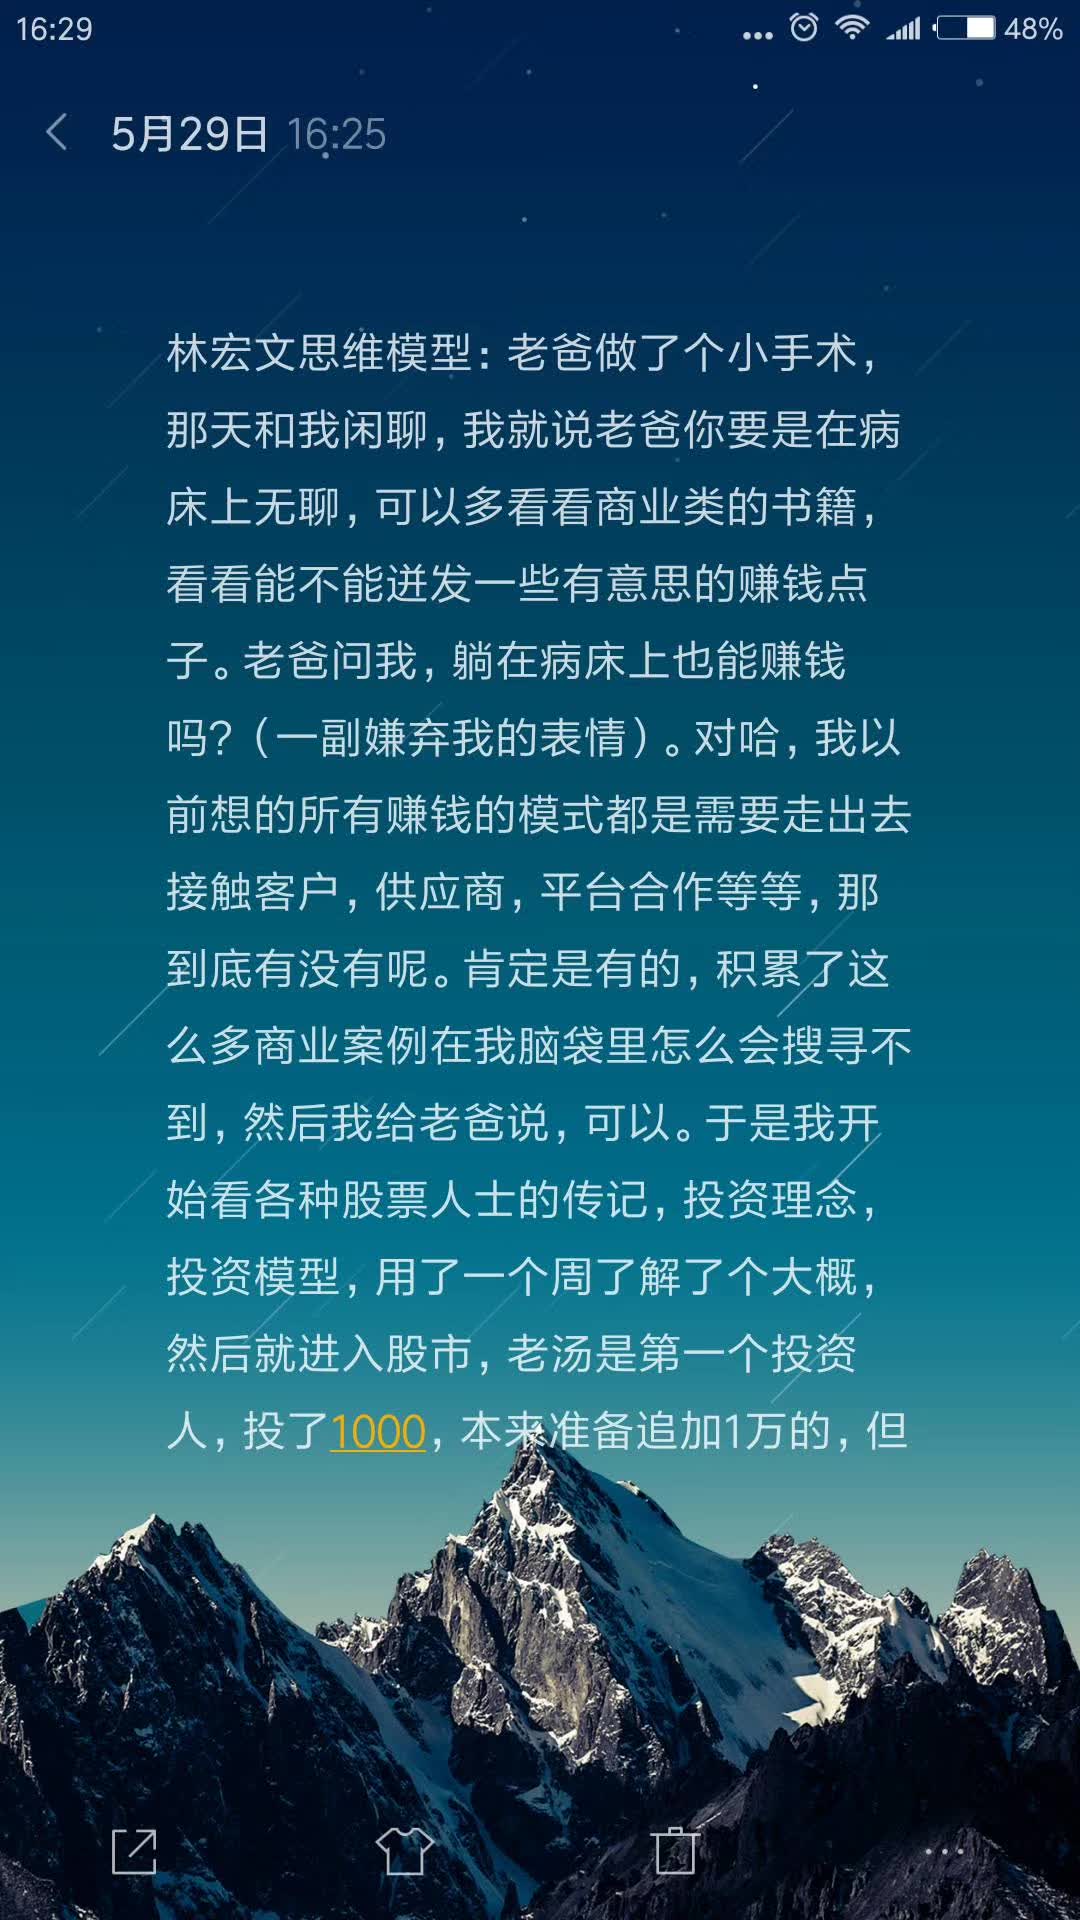 16:29
48%
5月29日 16:25
林宏文思维模型：老爸做了个小手术，
那天和我闲聊，我就说老爸你要是在病
床上无聊，可以多看看商业类的书籍，
看看能不能迸发一些有意思的赚钱点
子。老爸问我，躺在病床上也能赚钱
吗？（一副嫌弃我的表情）。对哈，我以
前想的所有赚钱的模式都是需要走出去
接触客户，供应商，平台合作等等，那
到底有没有呢。肯定是有的，积累了这
么多商业案例在我脑袋里怎么会搜寻不
到，然后我给老爸说，可以。于是我开
始看各种股票人士的传记，投资理念，
投资模型，用了一个周了解了个大概，
然后就进入股市，老汤是第一个投资
人，投了1000，本来准备追加1万的，但